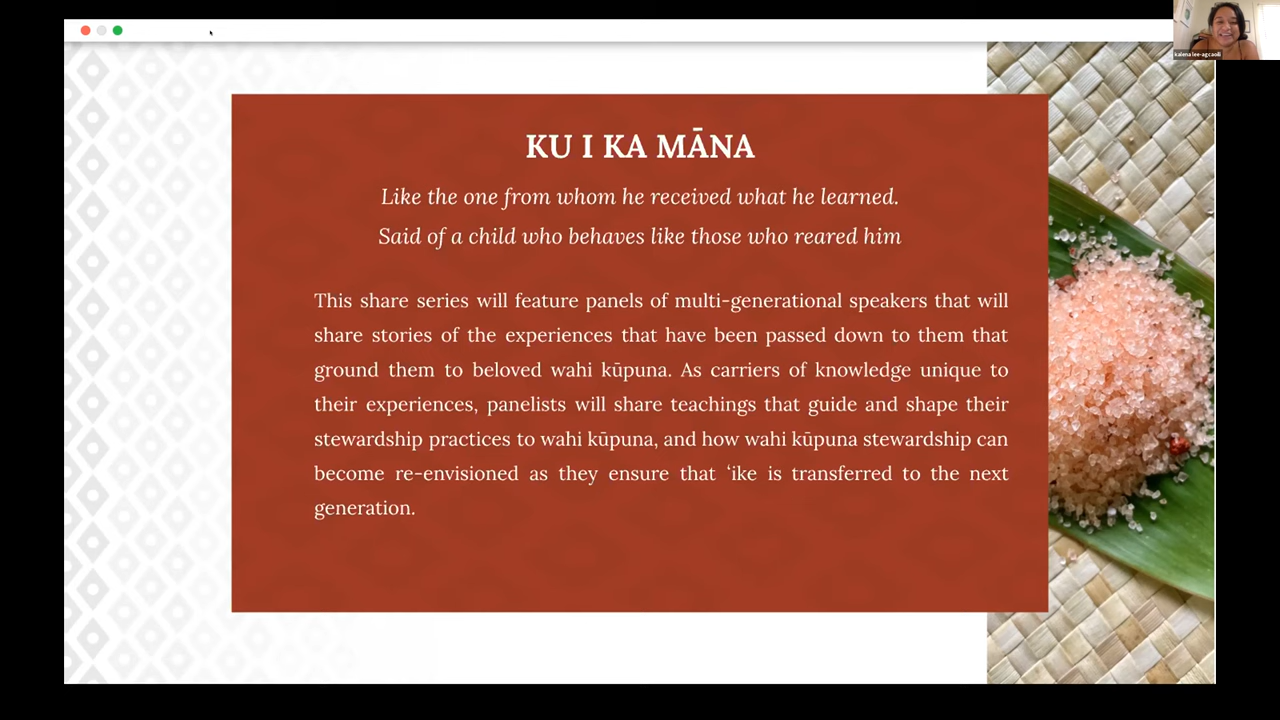 kalena lee-agcaoili
KU I KA MĀNA
Like the one from whom he received what he learned.
Said of a child who behaves like those who reared him
This share series will feature panels of multi-generational speakers that will
share stories of the experiences that have been passed down to them that
ground them to beloved wahi kūpuna. As carriers of knowledge unique to
their experiences, panelists will share teachings that guide and shape their
stewardship practices to wahi kūpuna, and how wahi kūpuna stewardship can
become re-envisioned as they ensure that ʻike is transferred to the next
generation.